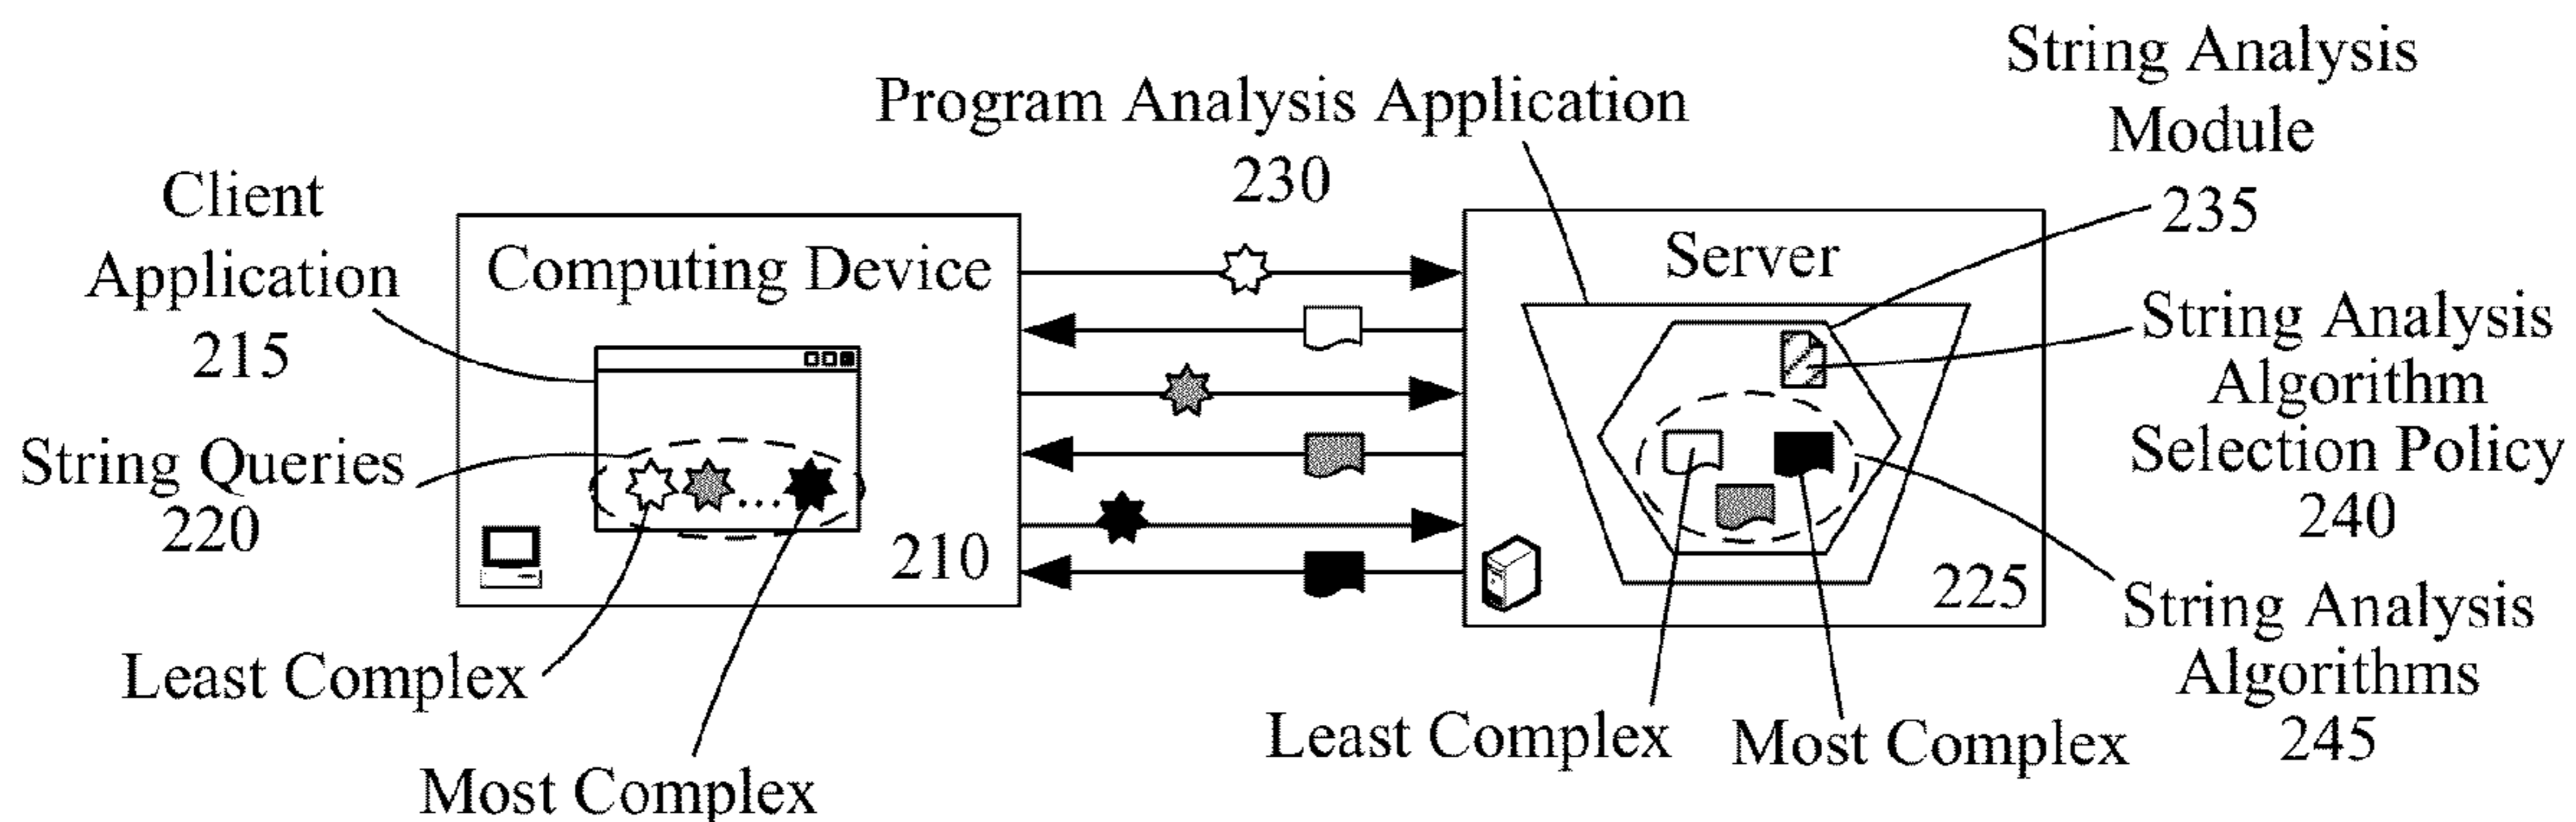 String Analysis
Module
235
Program Analysis Application
230
Client
Application
215
Computing Device
Server
String Analysis
Algorithm
Selection Policy
240
String Queries
220
...
210
225
String Analysis
Algorithms
245
Least Complex
Most Complex
Least Complex
Most Complex